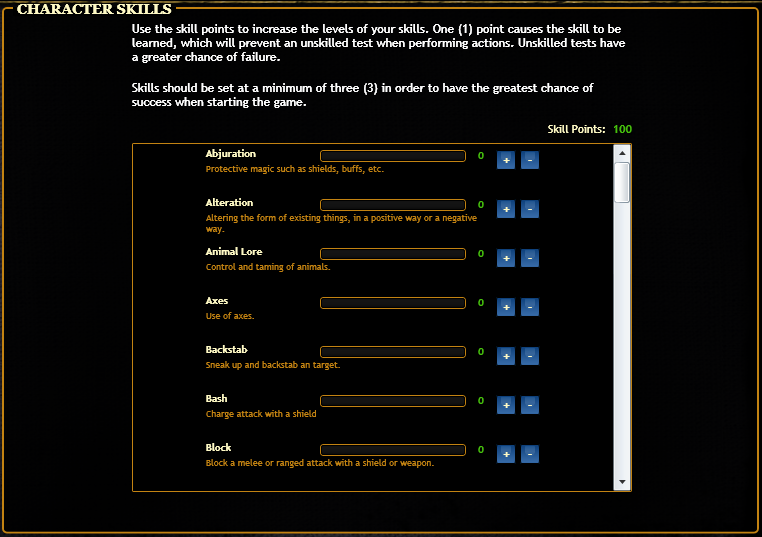 CHARACTER SKILLS
Use the skill points to increase the levels of your skills. One (1) point causes the skill to be
learned, which will prevent an unskilled test when performing actions. Unskilled tests have
a greater chance of failure.
Skills should be set at a minimum of three (3) in order to have the greatest chance of
success when starting the game.
Skill Points: 100
Abjuration 0 + -
Protective magic such as shields, buffs, etc.
Alteration 0 + -
Altering the form of existing things, in a positive way or a negative
way.
Animal Lore 0 + -
Control and taming of animals.
Axes 0 + -
Use of axes.
Backstab 0 + -
Sneak up and backstab an target.
Bash 0 + -
Charge attack with a shield
Block 0 + -
Block a melee or ranged attack with a shield or weapon.